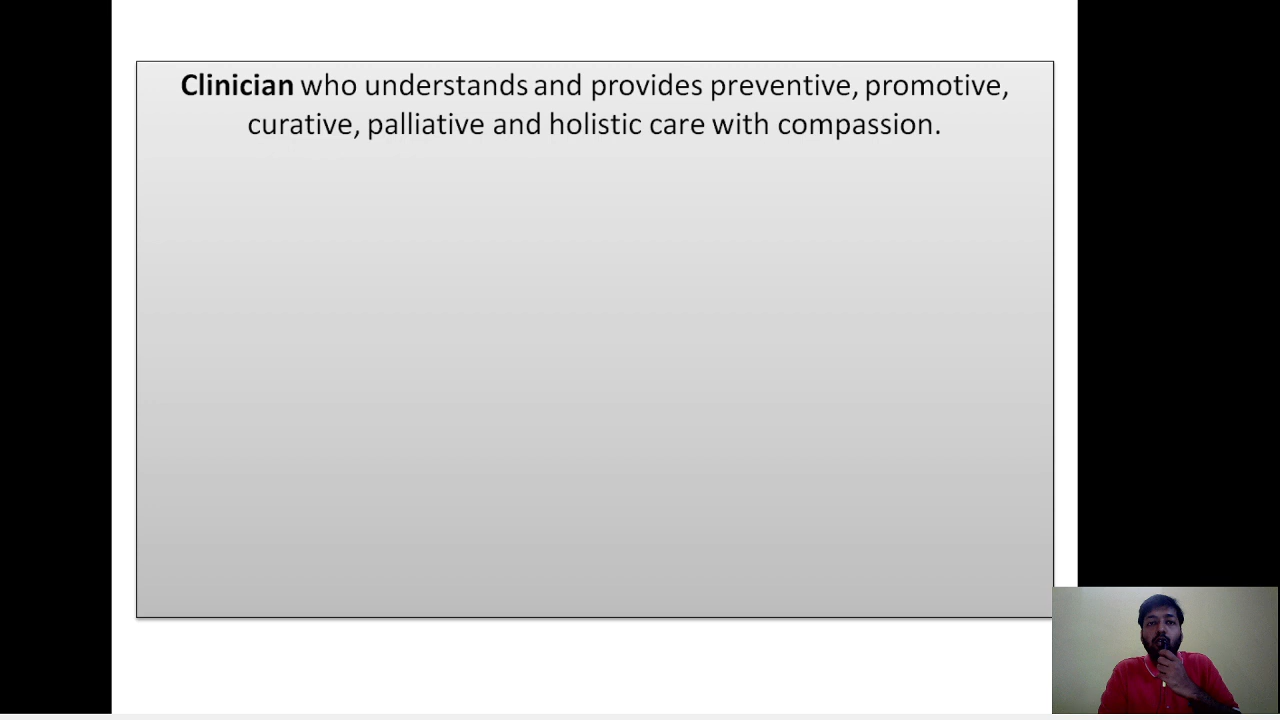 Clinician who understands and provides preventive, promotive,
curative, palliative and holistic care with compassion.